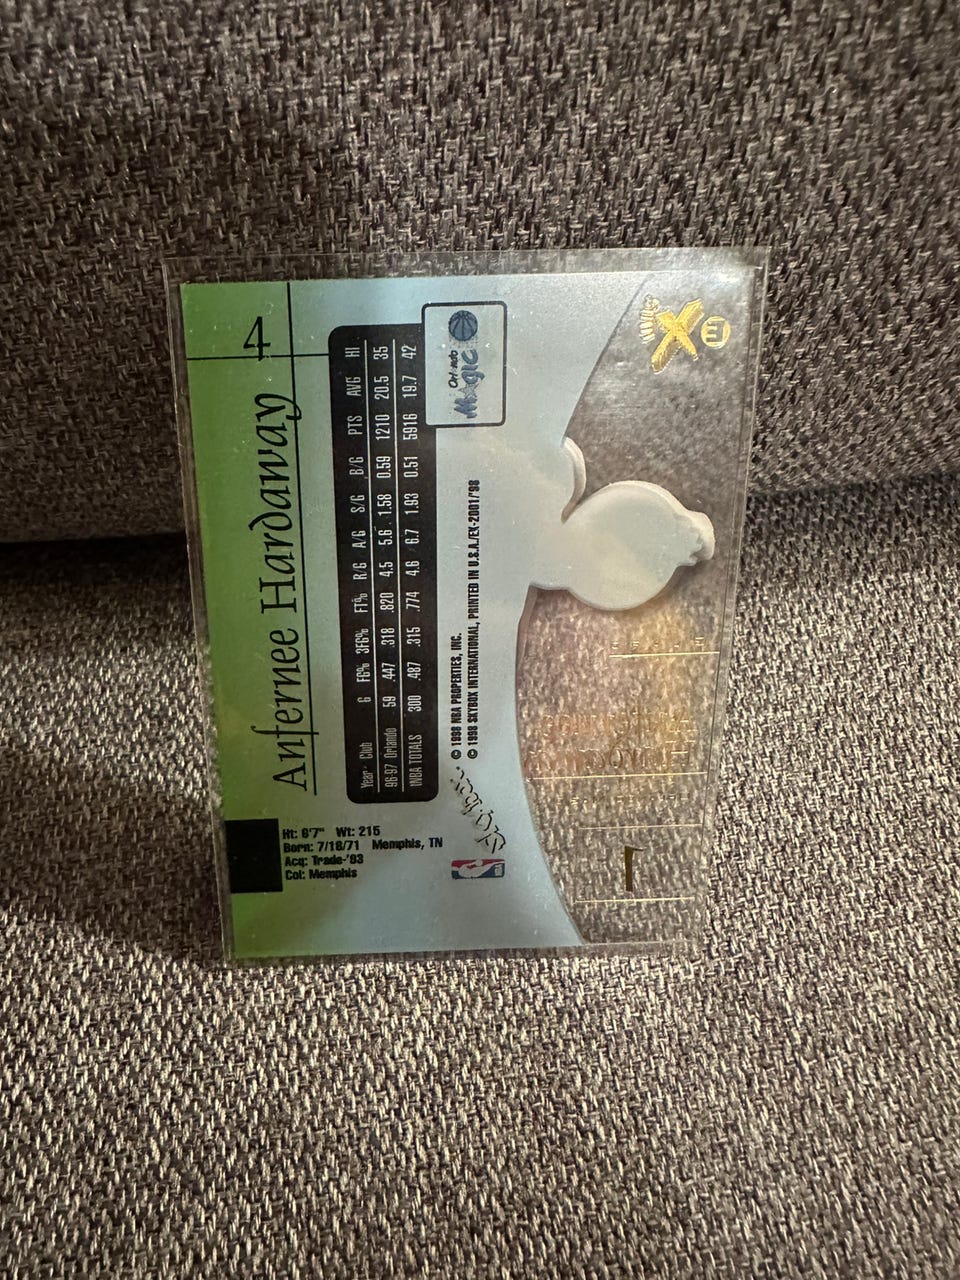 4
Anfernee Hardaway
Year Club G FG% 3FG% FT% R/G A/G S/G B/G PTS AVG HI
96-97 Orlando 59 .447 .318 .820 4.5 5.6 1.58 0.59 1210 20.5 35
NBA TOTALS 300 .487 .315 .774 4.6 6.7 1.93 0.51 5916 19.7 42
Orlando
Magic
Ht: 6'7" Wt: 215
Born: 7/18/71 Memphis, TN
Acq: Trade-'93
Col: Memphis
© 1998 NBA PROPERTIES, INC.
© 1998 SKYBOX INTERNATIONAL, PRINTED IN U.S.A./EX-2001/'98
SkyBox
NBA
E
X
1